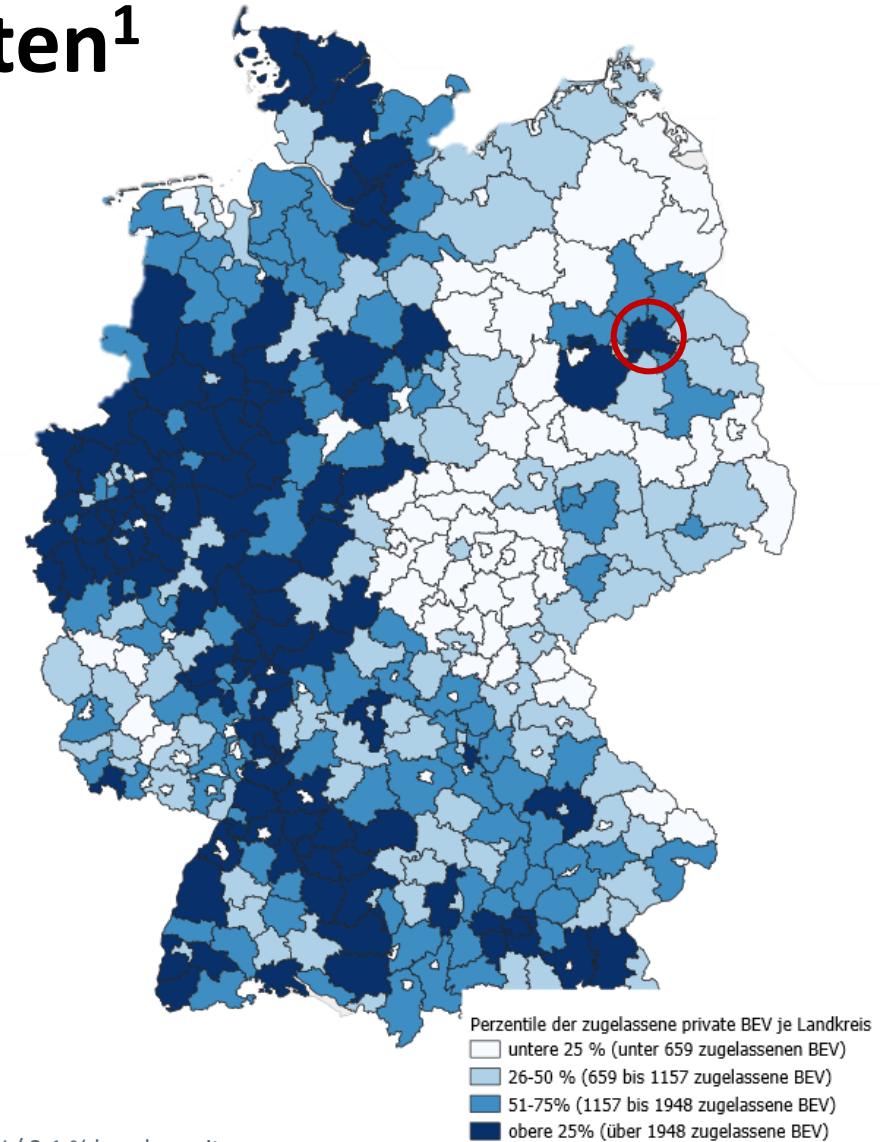 ten¹
Perzentile der zugelassene private BEV je Landkreis
untere 25 % (unter 659 zugelassenen BEV)
26-50 % (659 bis 1157 zugelassene BEV)
51-75% (1157 bis 1948 zugelassene BEV)
obere 25% (über 1948 zugelassene BEV)